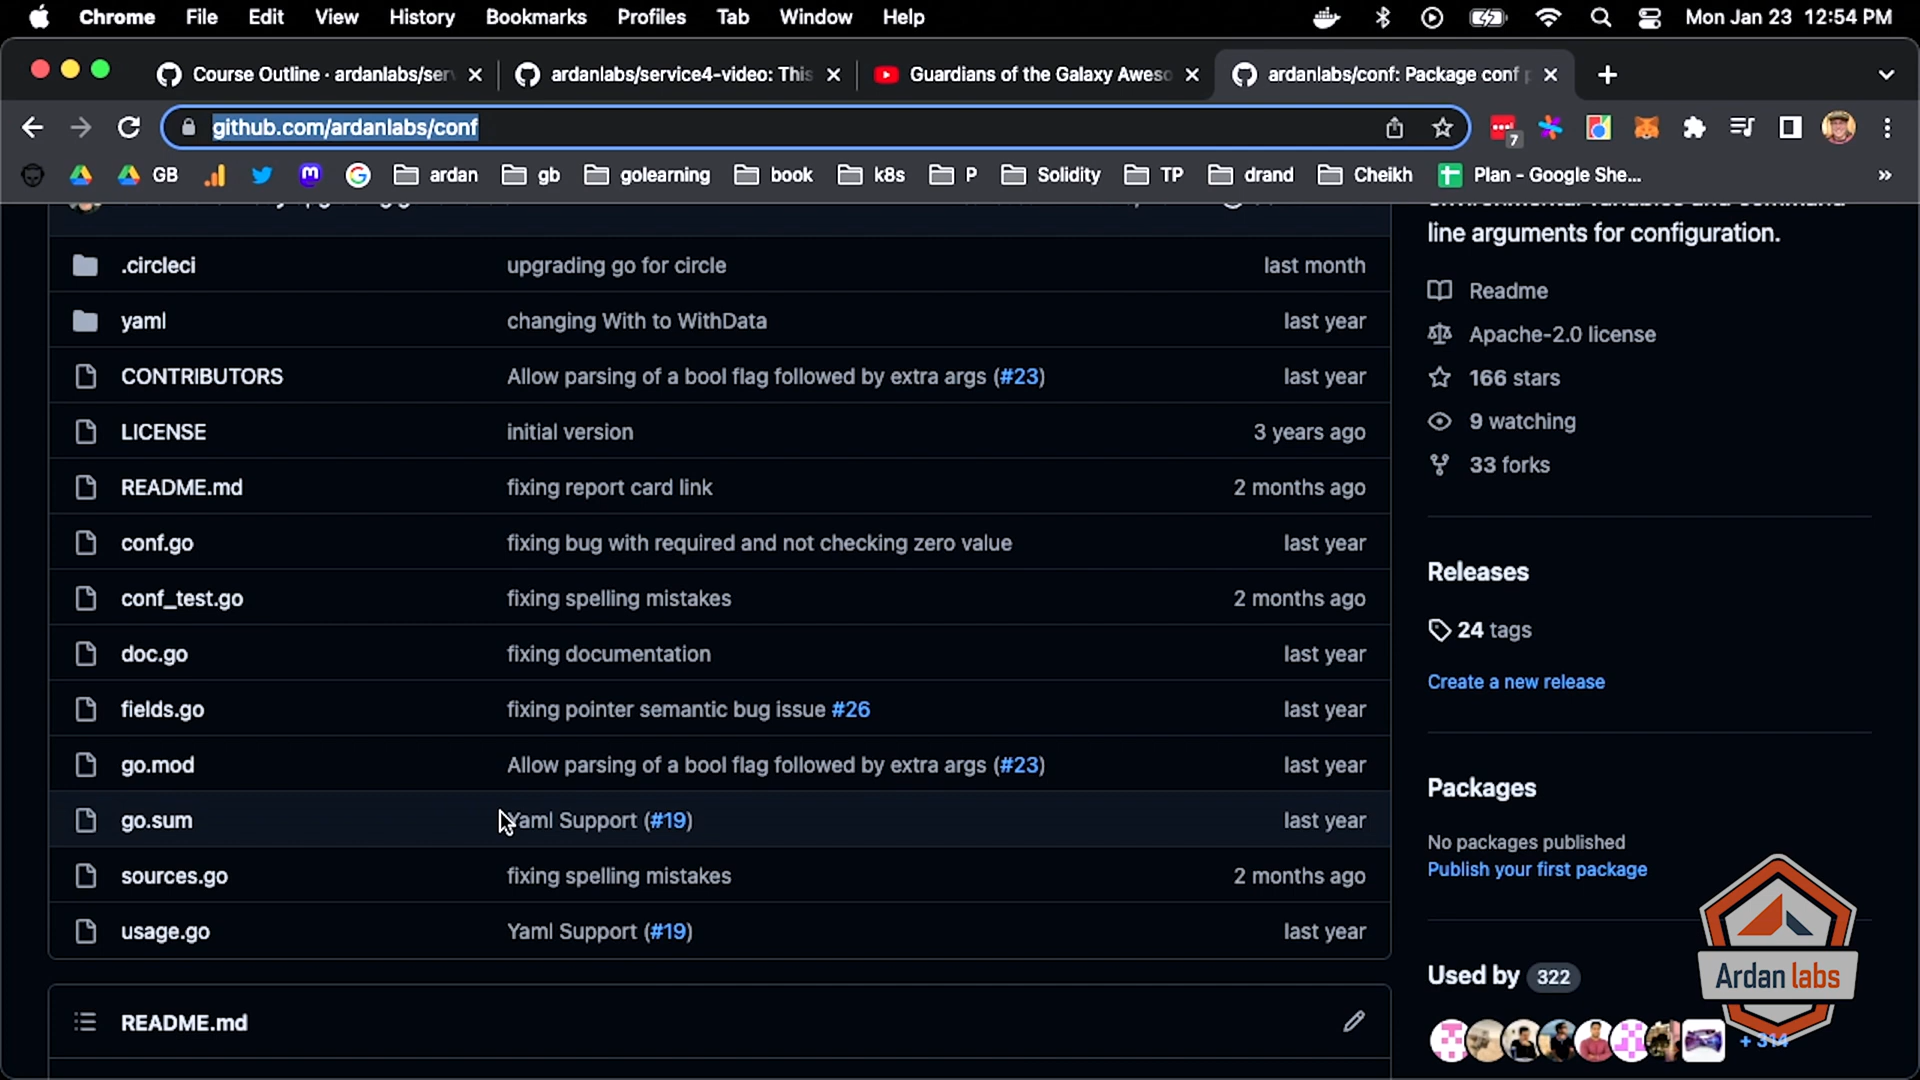 Chrome File Edit View History Bookmarks Profiles Tab Window Help Mon Jan 23 12:54 PM
Course Outline · ardanlabs/ser ardanlabs/service4-video: This Guardians of the Galaxy Aweso ardanlabs/conf: Package conf p
github.com/ardanlabs/conf 7
GB ardan gb golearning book k8s P Solidity TP drand Cheikh Plan - Google She... »
line arguments for configuration.
.circleci upgrading go for circle last month
Readme
yaml changing With to WithData last year
Apache-2.0 license
CONTRIBUTORS Allow parsing of a bool flag followed by extra args (#23) last year
166 stars
LICENSE initial version 3 years ago
9 watching
33 forks
README.md fixing report card link 2 months ago
conf.go fixing bug with required and not checking zero value last year
Releases
conf_test.go fixing spelling mistakes 2 months ago
24 tags
doc.go fixing documentation last year
Create a new release
fields.go fixing pointer semantic bug issue #26 last year
go.mod Allow parsing of a bool flag followed by extra args (#23) last year
Packages
go.sum Yaml Support (#19) last year
No packages published
Publish your first package
sources.go fixing spelling mistakes 2 months ago
usage.go Yaml Support (#19) last year
Used by 322
Ardan labs
README.md
+ 314